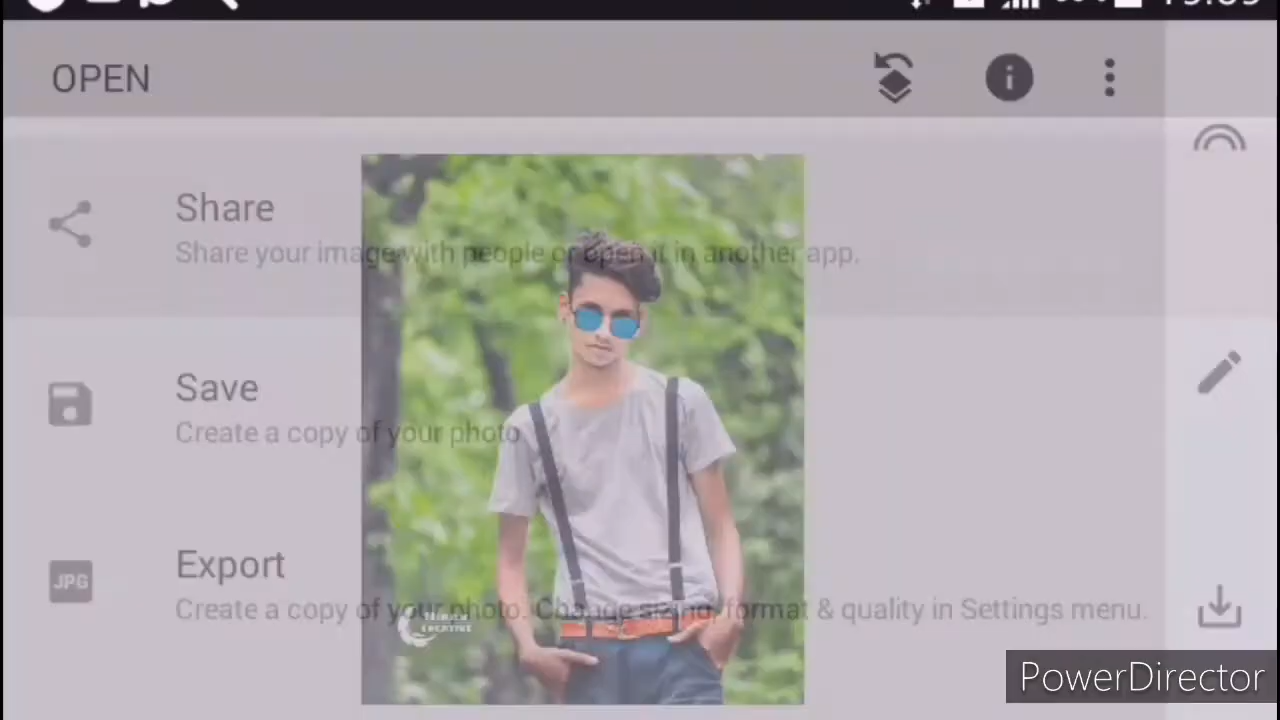 OPEN
Share
Share your image with people or open it in another app.
Save
Create a copy of your photo
Export
JPG
Create a copy of your photo. Change sizing, format & quality in Settings menu.
CREATIVE
PowerDirector